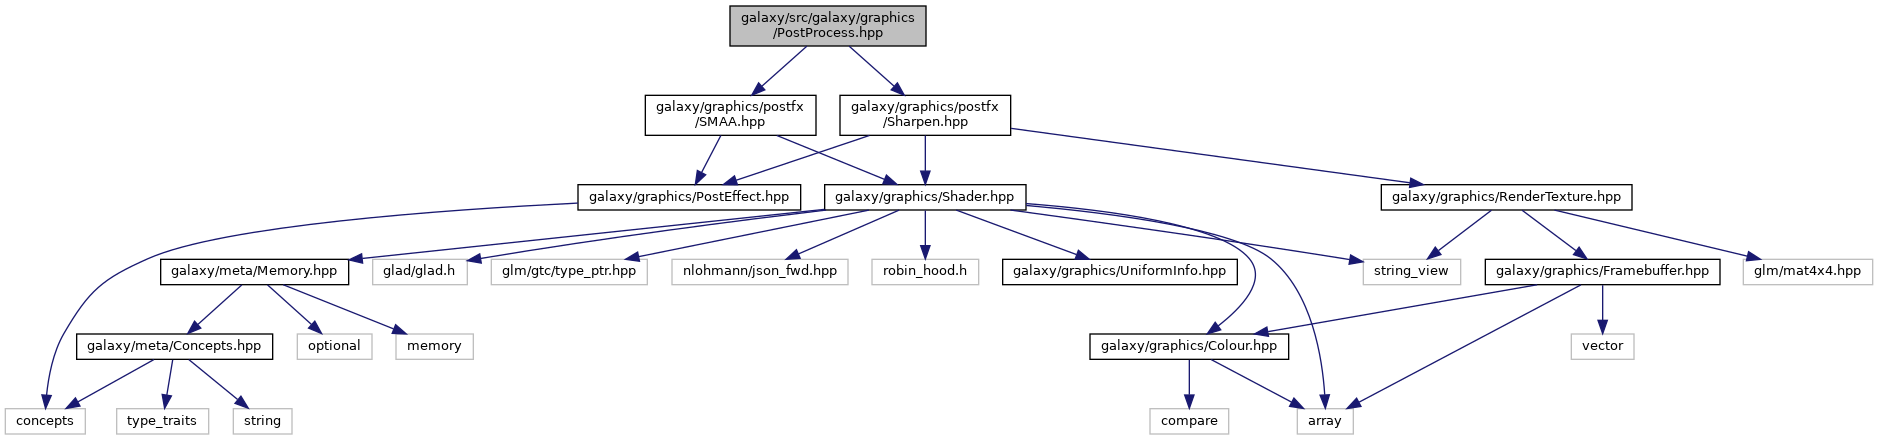 galaxy/src/galaxy/graphics
/PostProcess.hpp
galaxy/graphics/postfx
/SMAA.hpp
galaxy/graphics/postfx
/Sharpen.hpp
galaxy/graphics/PostEffect.hpp
galaxy/graphics/Shader.hpp
galaxy/graphics/RenderTexture.hpp
galaxy/meta/Memory.hpp
glad/glad.h
glm/gtc/type_ptr.hpp
nlohmann/json_fwd.hpp
robin_hood.h
galaxy/graphics/UniformInfo.hpp
string_view
galaxy/graphics/Framebuffer.hpp
glm/mat4x4.hpp
galaxy/meta/Concepts.hpp
optional
memory
galaxy/graphics/Colour.hpp
vector
concepts
type_traits
string
compare
array